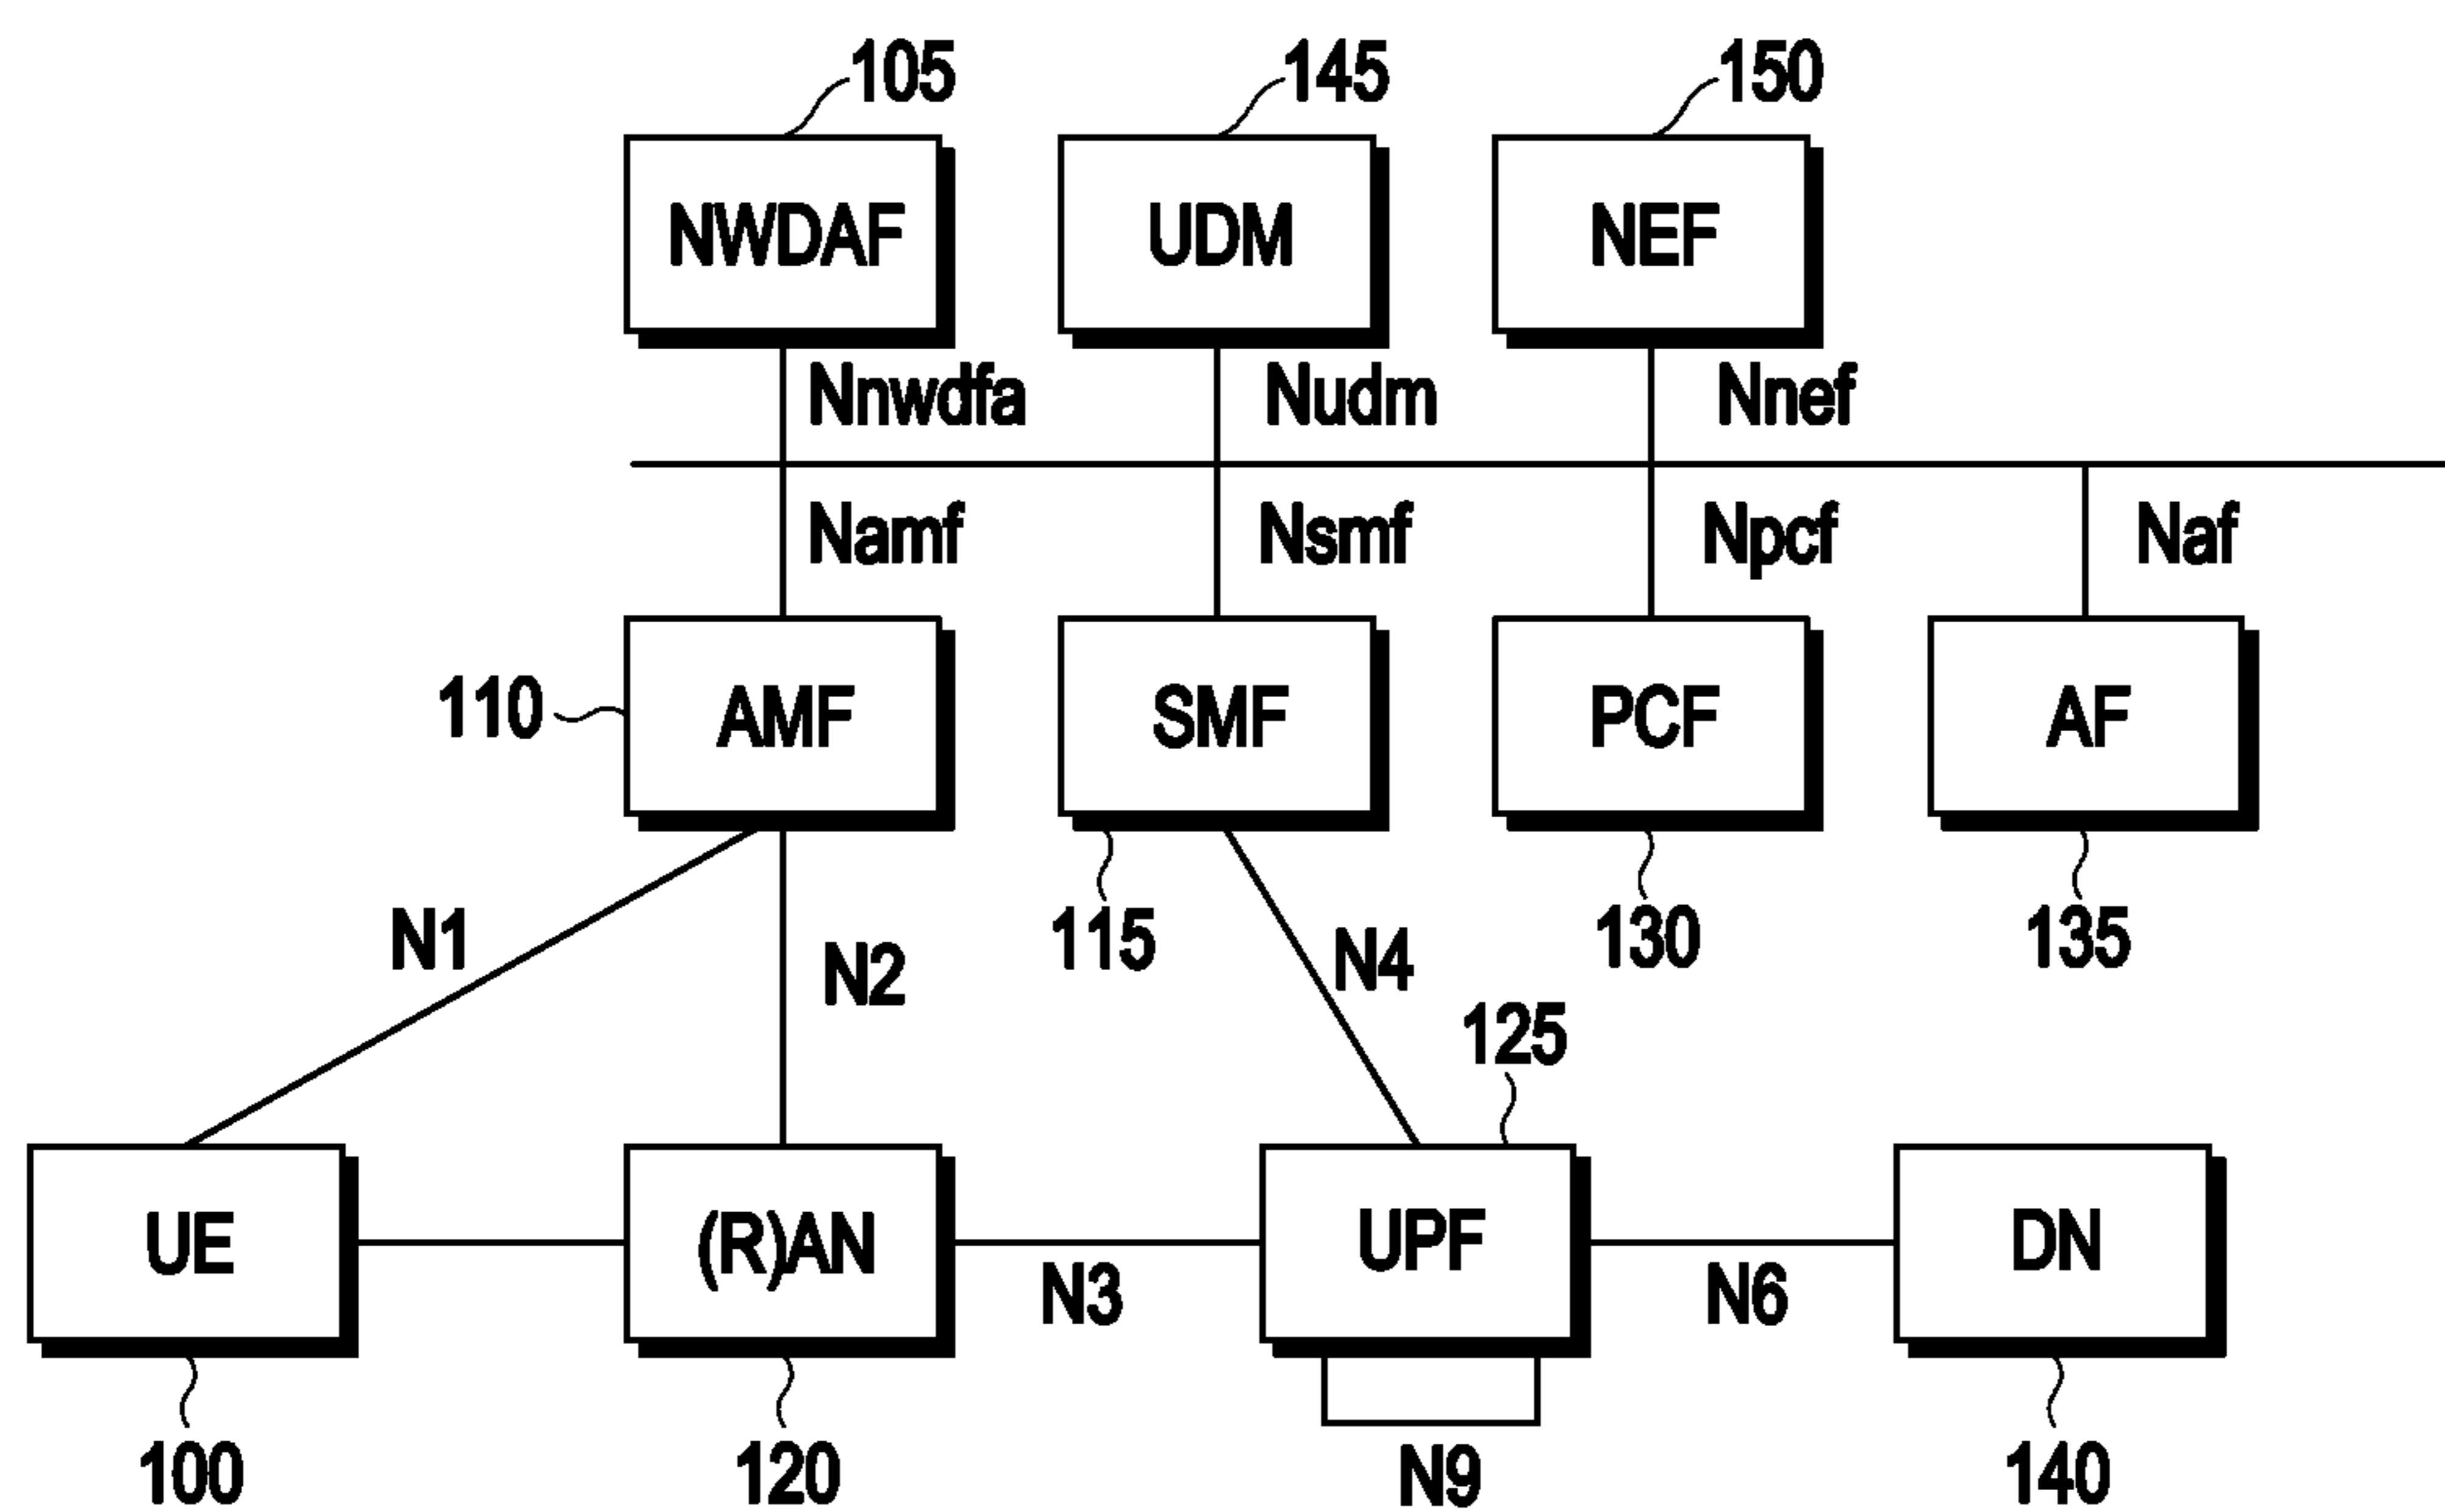 105 145 150
NWDAF UDM NEF
Nnwdfa Nudm Nnef
Namf Nsmf Npcf Naf
110 AMF SMF PCF AF
N1 N2 115 N4 130 135
125
UE (R)AN N3 UPF N6 DN
100 120 N9 140